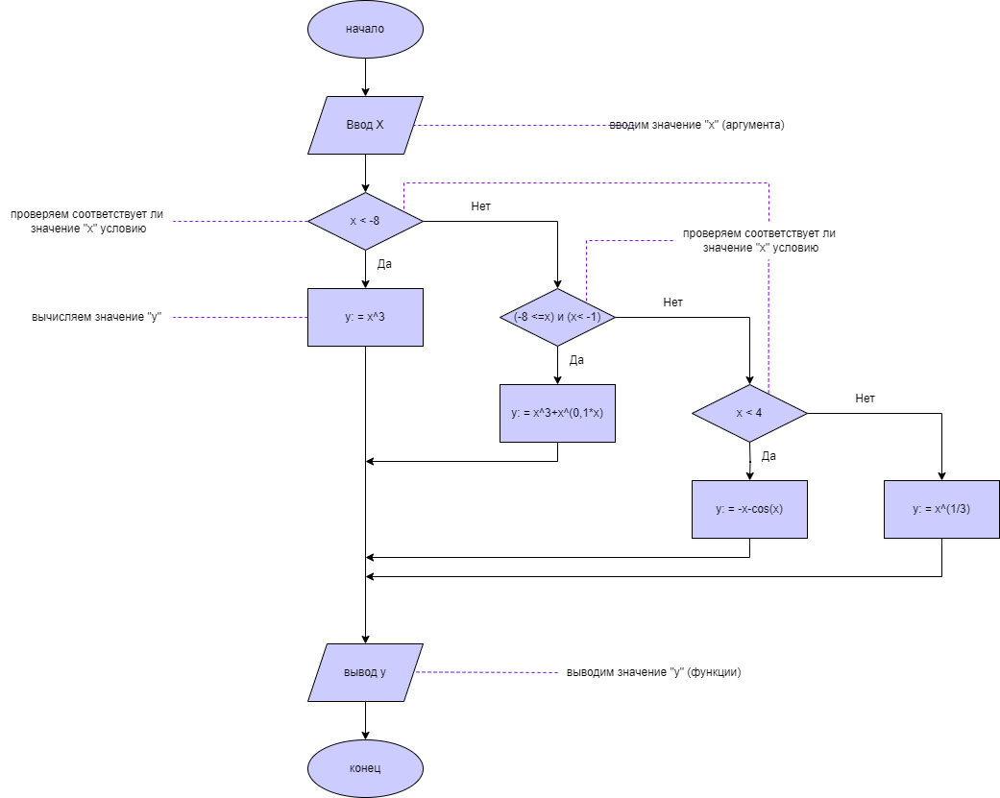 начало
Ввод X
вводим значение "x" (аргумента)
проверяем соответствует ли
значение "x" условию
x < -8
Нет
проверяем соответствует ли
значение "x" условию
Да
вычисляем значение "y"
y: = x^3
(-8 <=x) и (x< -1)
Нет
Да
y: = x^3+x^(0,1*x)
x < 4
Нет
Да
y: = -x-cos(x)
y: = x^(1/3)
вывод y
выводим значение "y" (функции)
конец